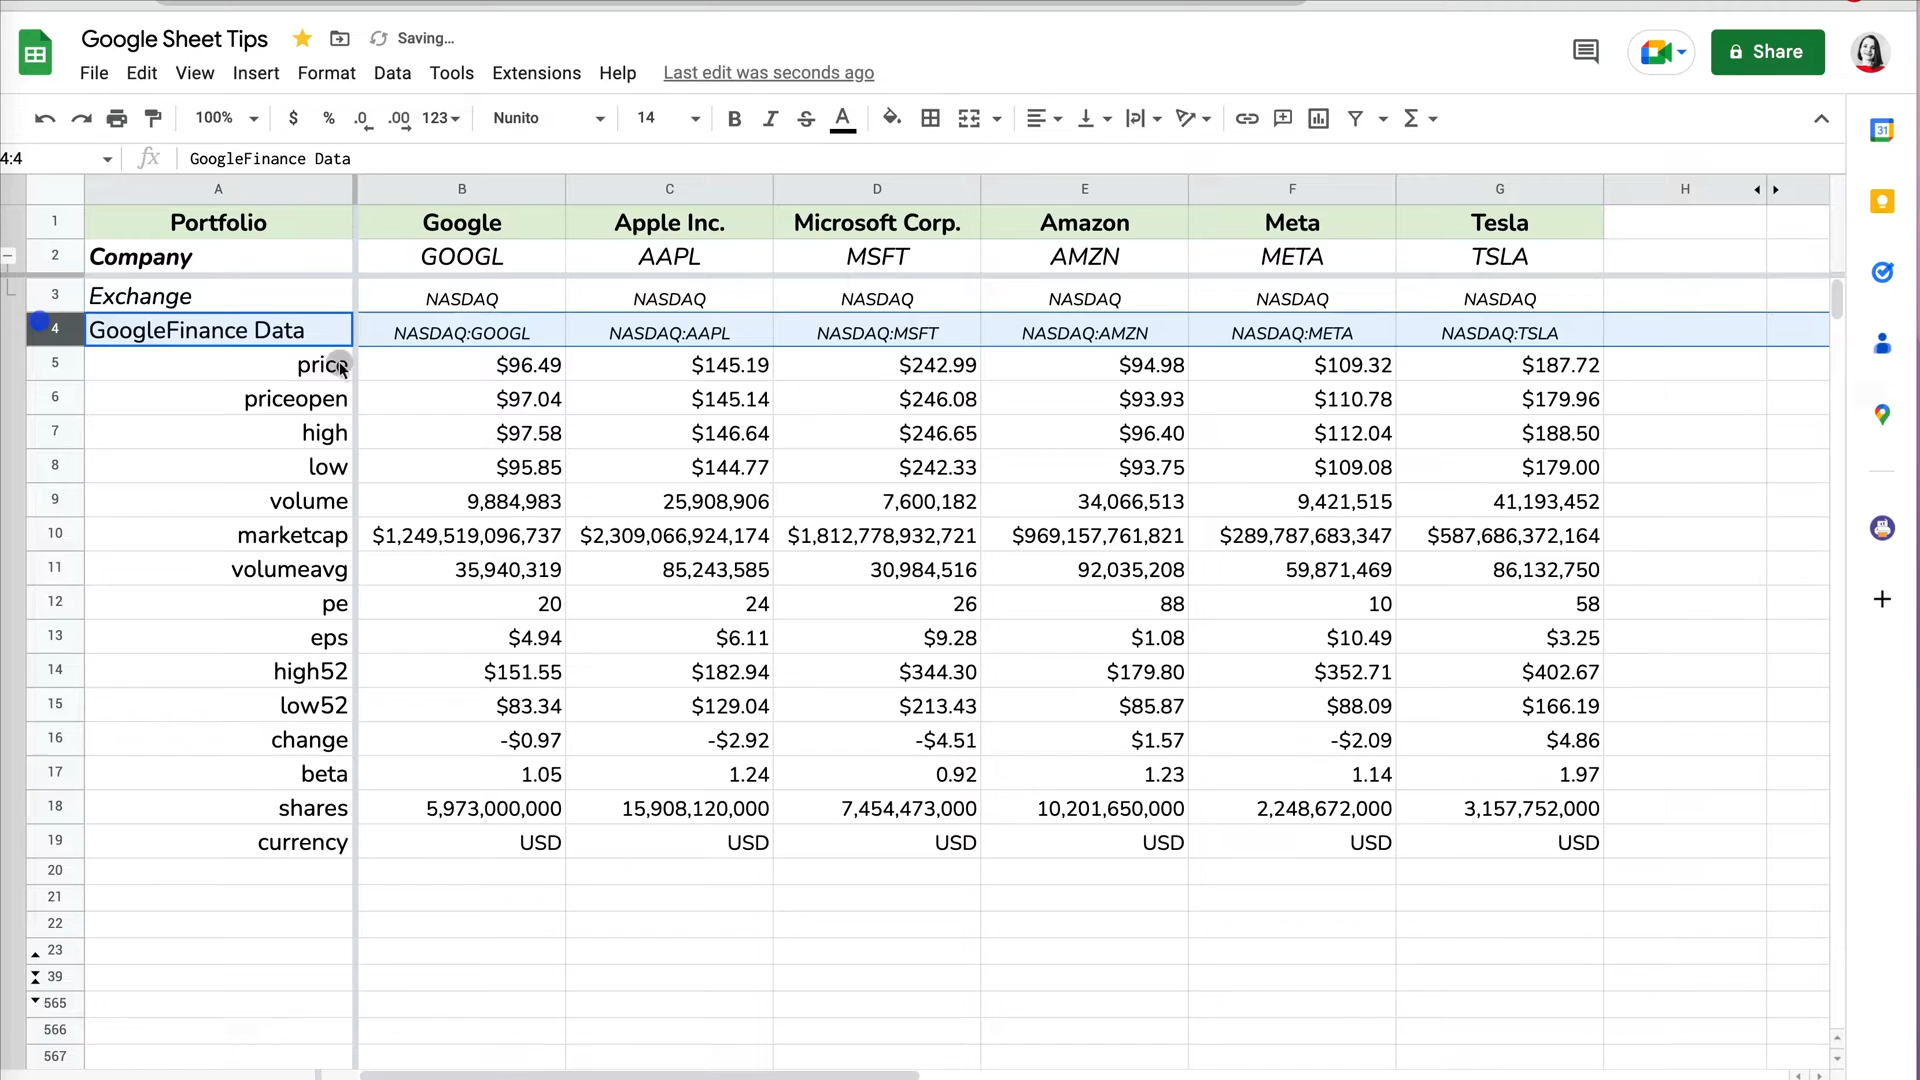 Google Sheet Tips Saving...
File Edit View Insert Format Data Tools Extensions Help Last edit was seconds ago
Share
100% $ % .0 .00 123 Nunito 14 B I S A Σ
4:4 fx GoogleFinance Data
31
A B C D E F G H
1 Portfolio Google Apple Inc. Microsoft Corp. Amazon Meta Tesla
2 Company GOOGL AAPL MSFT AMZN META TSLA
3 Exchange NASDAQ NASDAQ NASDAQ NASDAQ NASDAQ NASDAQ
4 GoogleFinance Data NASDAQ:GOOGL NASDAQ:AAPL NASDAQ:MSFT NASDAQ:AMZN NASDAQ:META NASDAQ:TSLA
5 price $96.49 $145.19 $242.99 $94.98 $109.32 $187.72
6 priceopen $97.04 $145.14 $246.08 $93.93 $110.78 $179.96
7 high $97.58 $146.64 $246.65 $96.40 $112.04 $188.50
8 low $95.85 $144.77 $242.33 $93.75 $109.08 $179.00
9 volume 9,884,983 25,908,906 7,600,182 34,066,513 9,421,515 41,193,452
10 marketcap $1,249,519,096,737 $2,309,066,924,174 $1,812,778,932,721 $969,157,761,821 $289,787,683,347 $587,686,372,164
11 volumeavg 35,940,319 85,243,585 30,984,516 92,035,208 59,871,469 86,132,750
12 pe 20 24 26 88 10 58
13 eps $4.94 $6.11 $9.28 $1.08 $10.49 $3.25
14 high52 $151.55 $182.94 $344.30 $179.80 $352.71 $402.67
15 low52 $83.34 $129.04 $213.43 $85.87 $88.09 $166.19
16 change -$0.97 -$2.92 -$4.51 $1.57 -$2.09 $4.86
17 beta 1.05 1.24 0.92 1.23 1.14 1.97
18 shares 5,973,000,000 15,908,120,000 7,454,473,000 10,201,650,000 2,248,672,000 3,157,752,000
19 currency USD USD USD USD USD USD
20
21
22
23
39
565
566
567